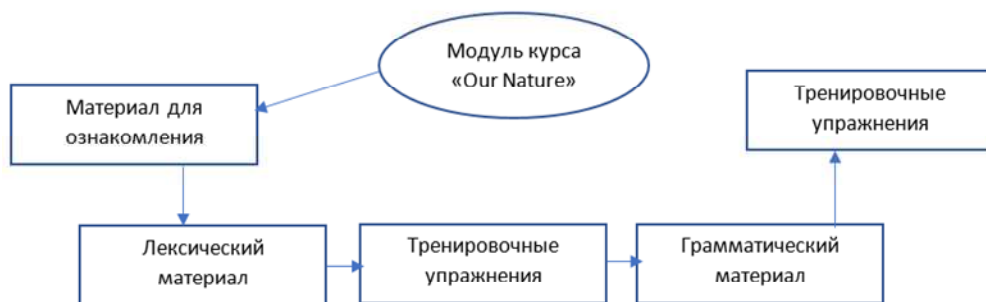 Модуль курса
«Our Nature»
Материал для
ознакомления
Лексический
материал
Тренировочные
упражнения
Грамматический
материал
Тренировочные
упражнения